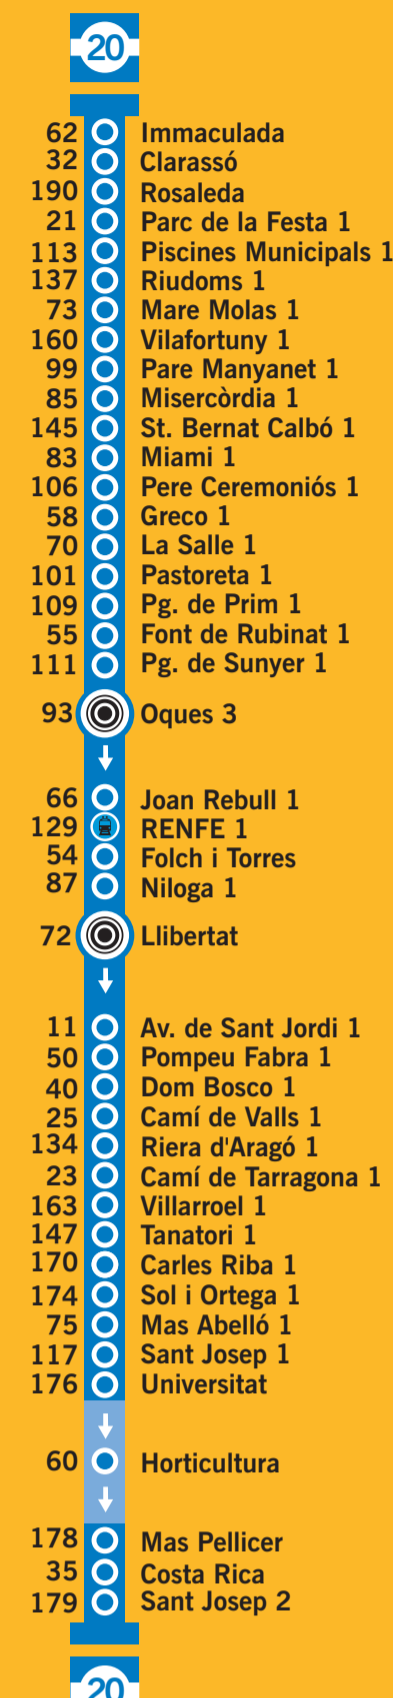 20
62 Immaculada
32 Clarassó
190 Rosaleda
21 Parc de la Festa 1
113 Piscines Municipals 1
137 Riudoms 1
73 Mare Molas 1
160 Vilafortuny 1
99 Pare Manyanet 1
85 Misercòrdia 1
145 St. Bernat Calbó 1
83 Miami 1
106 Pere Ceremoniós 1
58 Greco 1
70 La Salle 1
101 Pastoreta 1
109 Pg. de Prim 1
55 Font de Rubinat 1
111 Pg. de Sunyer 1
93 Oques 3
66 Joan Rebull 1
129 RENFE 1
54 Folch i Torres
87 Niloga 1
72 Llibertat
11 Av. de Sant Jordi 1
50 Pompeu Fabra 1
40 Dom Bosco 1
25 Camí de Valls 1
134 Riera d'Aragó 1
23 Camí de Tarragona 1
163 Villarroel 1
147 Tanatori 1
170 Carles Riba 1
174 Sol i Ortega 1
75 Mas Abelló 1
117 Sant Josep 1
176 Universitat
60 Horticultura
178 Mas Pellicer
35 Costa Rica
179 Sant Josep 2
20